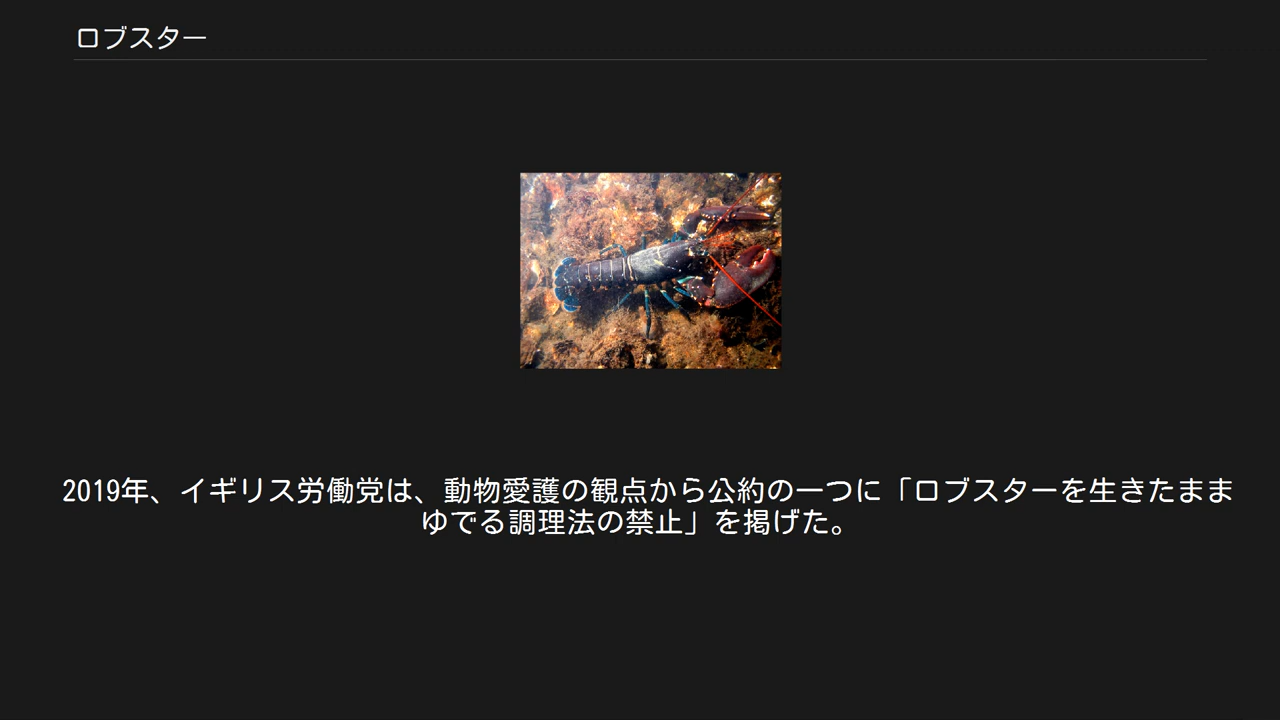 ロブスター
2019年、イギリス労働党は、動物愛護の観点から公約の一つに「ロブスターを生きたまま
ゆでる調理法の禁止」を掲げた。